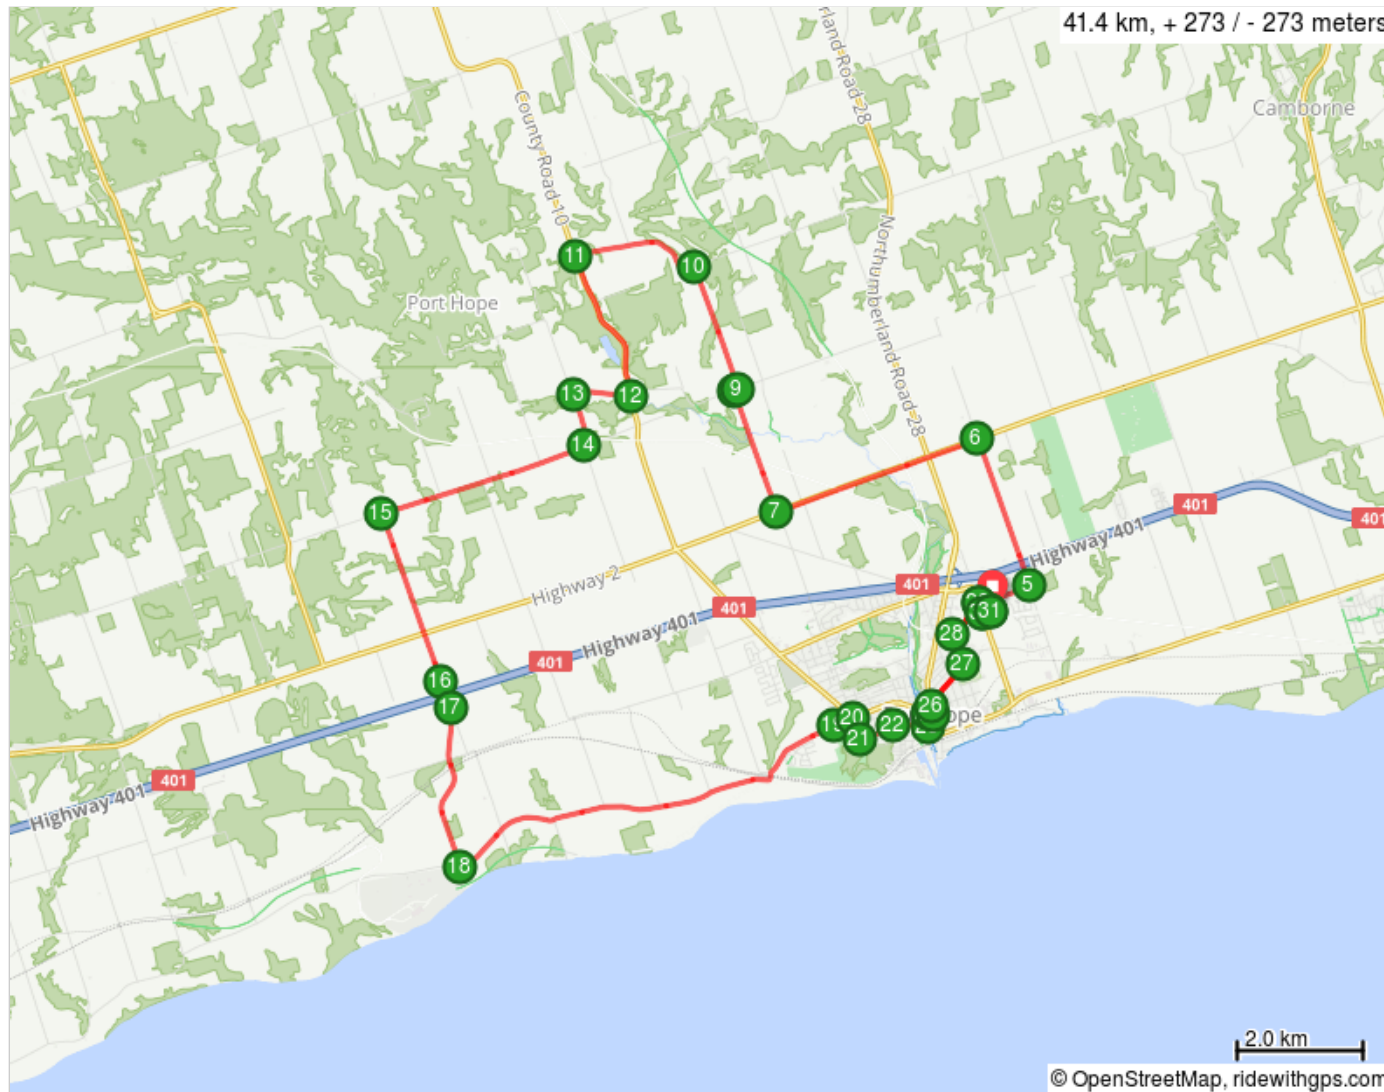 41.4 km, + 273 / - 273 meters
rland Road 28
Camborne
County Road 10
Northumberland Road 28
11
10
Port Hope
13
12
9
14
6
15
7
401
401
Highway 401
Highway 2
401
401
5
31
Highway 401
28
401
27
16
17
26
20
19
22
ope
21
401
Highway 401
18
2.0 km
© OpenStreetMap, ridewithgps.com